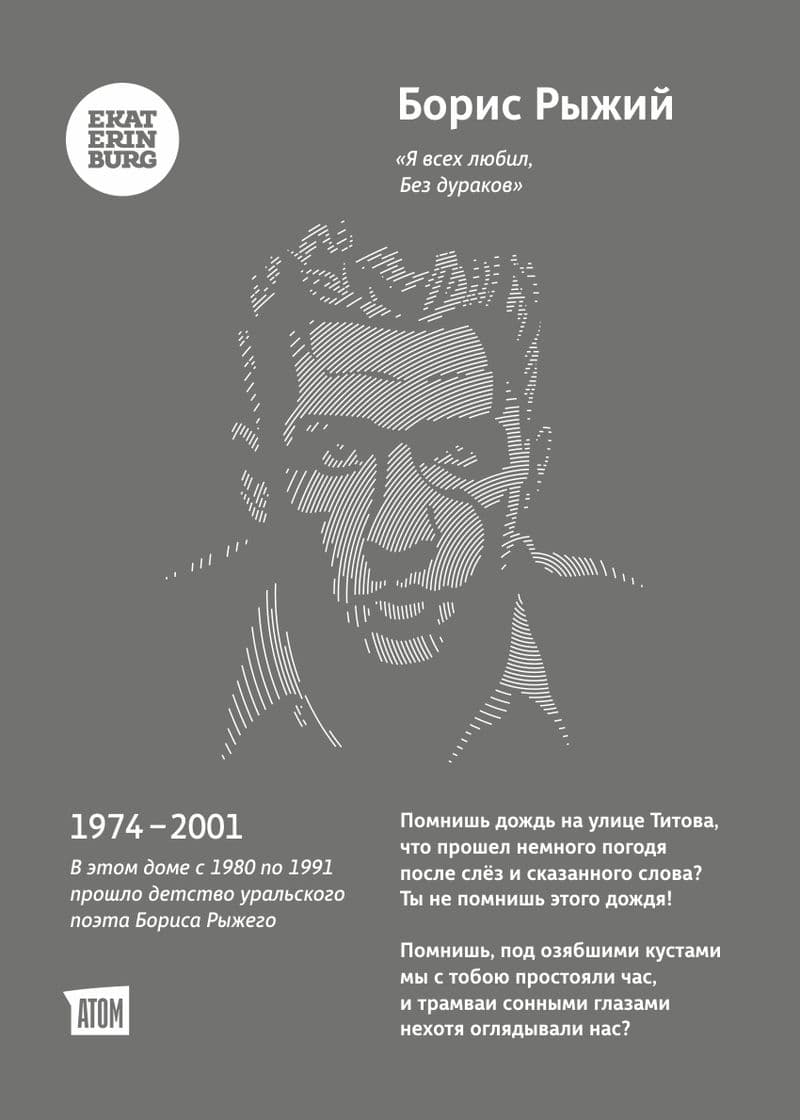 EKAT
ERIN
BURG
Борис Рыжий
«Я всех любил,
Без дураков»
1974–2001
В этом доме с 1980 по 1991
прошло детство уральского
поэта Бориса Рыжего
АТОМ
Помнишь дождь на улице Титова,
что прошел немного погодя
после слёз и сказанного слова?
Ты не помнишь этого дождя!
Помнишь, под озябшими кустами
мы с тобою простояли час,
и трамваи сонными глазами
нехотя оглядывали нас?